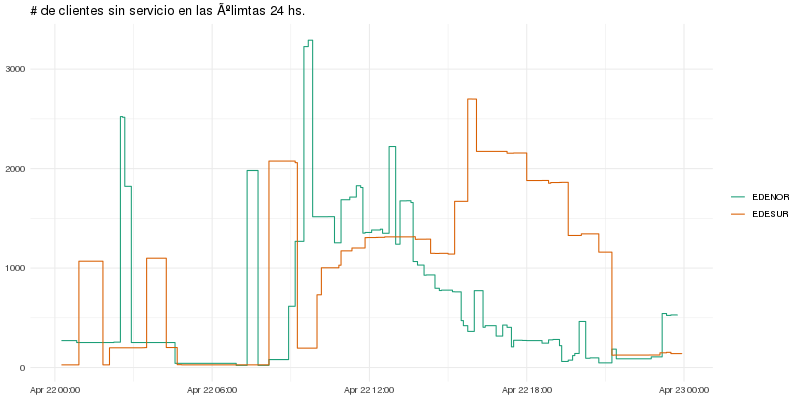 # de clientes sin servicio en las Ãºlimtas 24 hs.
3000
2000
1000
0
Apr 22 00:00
Apr 22 06:00
Apr 22 12:00
Apr 22 18:00
Apr 23 00:00
EDENOR
EDESUR